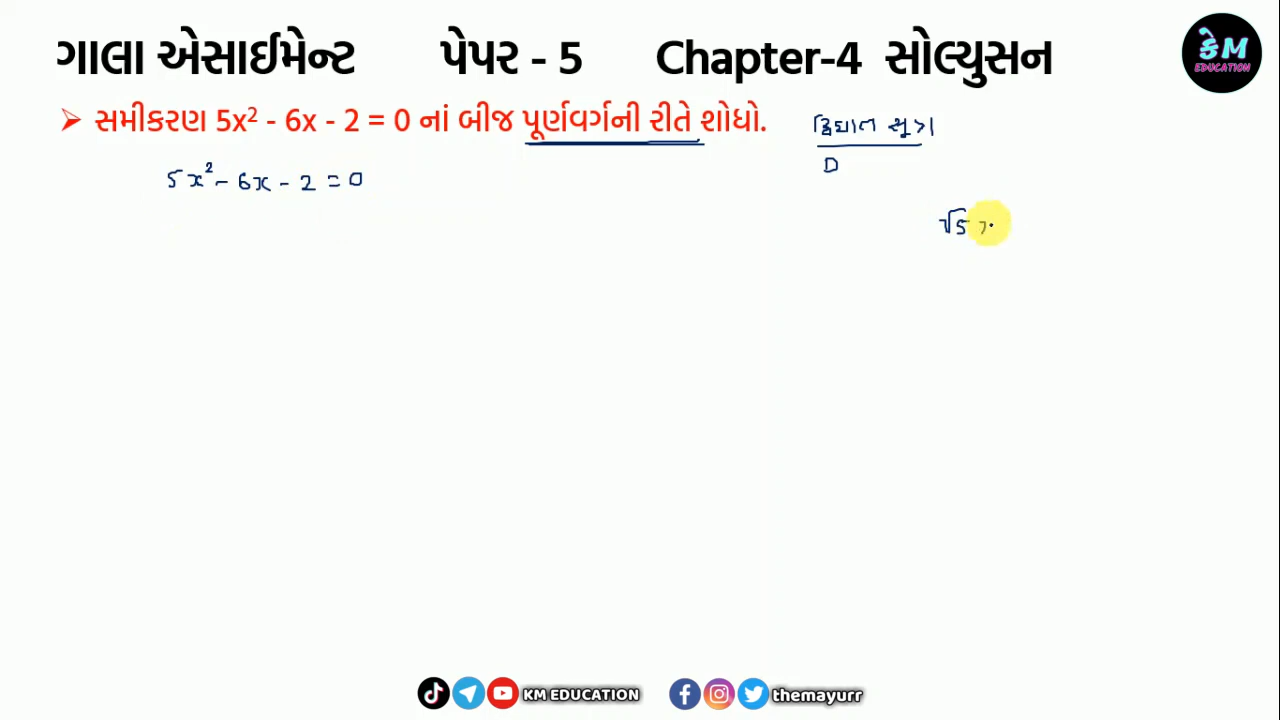 ગાલા એસાઈમેન્ટ પેપર - 5 Chapter-4 સોલ્યુસન
કેM
EDUCATION
➢ સમીકરણ 5x² - 6x - 2 = 0 નાં બીજ પૂર્ણવર્ગની રીતે શોધો.
દ્વિઘાત સૂત્ર
D
5x² - 6x - 2 = 0
√5
KM EDUCATION
themayurr